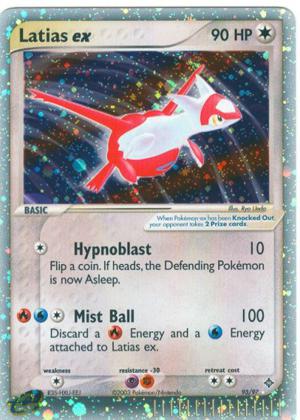 Latias ex 90 HP
illus. Ryo Ueda
BASIC
When Pokémon-ex has been Knocked Out,
your opponent takes 2 Prize cards.
Hypnoblast 10
Flip a coin. If heads, the Defending Pokémon
is now Asleep.
Mist Ball 100
Discard a Energy and a Energy
attached to Latias ex.
weakness resistance -30 retreat cost
©2003 Pokémon/Nintendo 95/97